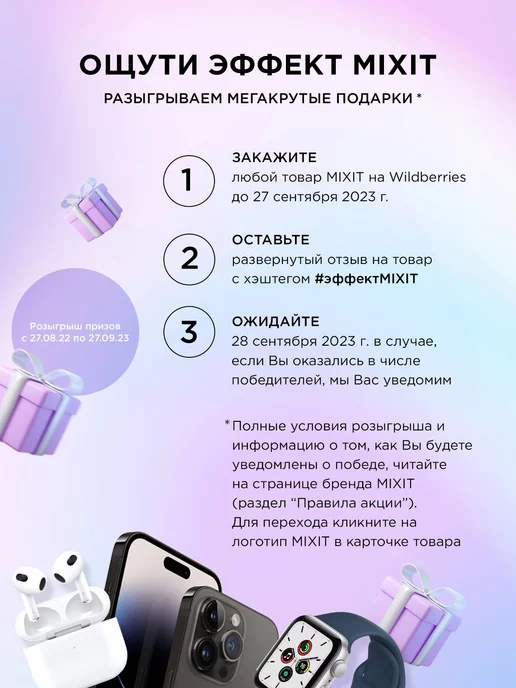 ОЩУТИ ЭФФЕКТ MIXIT
РАЗЫГРЫВАЕМ МЕГАКРУТЫЕ ПОДАРКИ *
1
ЗАКАЖИТЕ
любой товар MIXIT на Wildberries
до 27 сентября 2023 г.
2
ОСТАВЬТЕ
развернутый отзыв на товар
с хэштегом #эффектMIXIT
Розыгрыш призов
с 27.08.22 по 27.09.23
3
ОЖИДАЙТЕ
28 сентября 2023 г. в случае,
если Вы оказались в числе
победителей, мы Вас уведомим
* Полные условия розыгрыша и
информацию о том, как Вы будете
уведомлены о победе, читайте
на странице бренда MIXIT
(раздел “Правила акции”).
Для перехода кликните на
логотип MIXIT в карточке товара